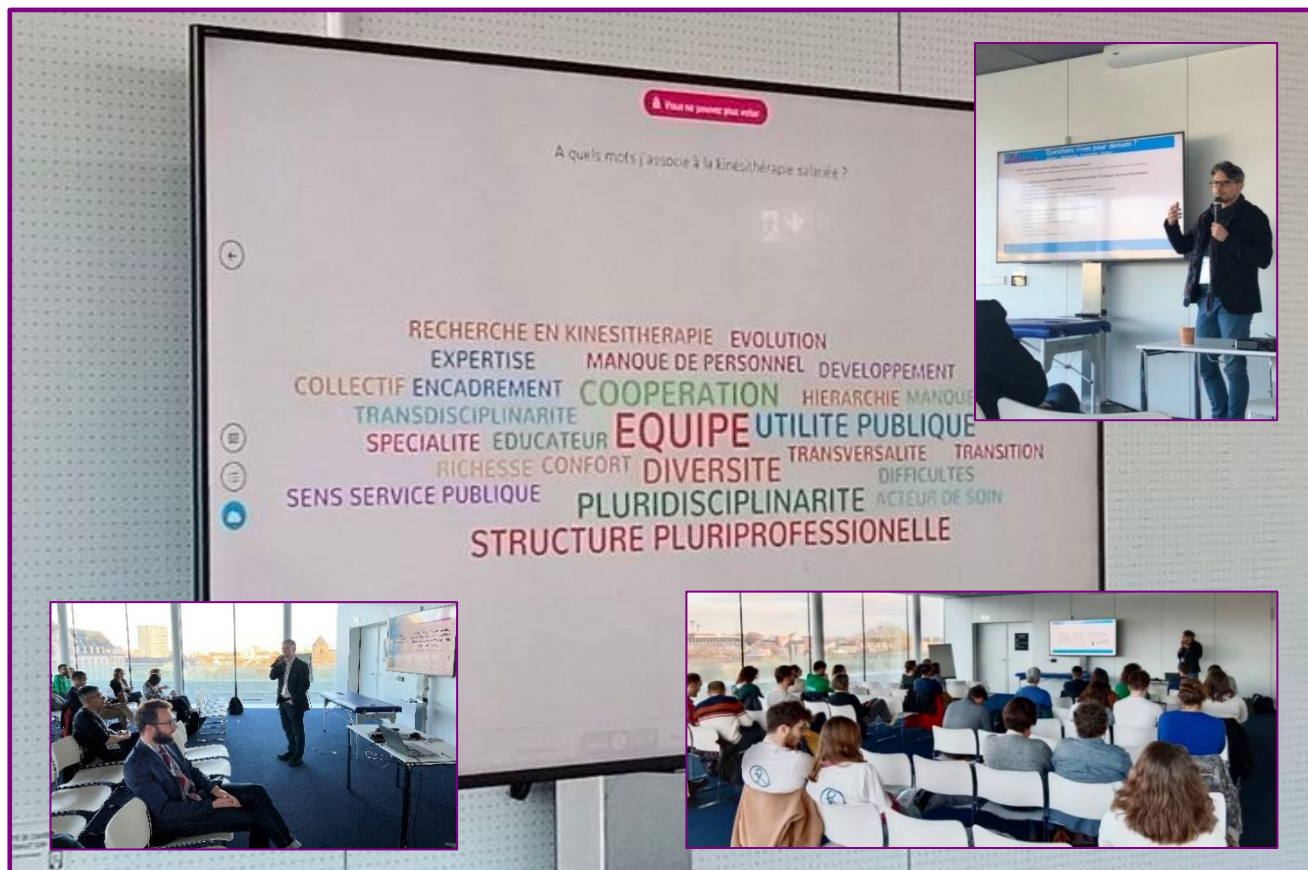 Vous ne pouvez plus voter
A quels mots j'associe à la kinésithérapie salariée ?
RECHERCHE EN KINESITHERAPIE EVOLUTION
EXPERTISE MANQUE DE PERSONNEL DEVELOPPEMENT
COLLECTIF ENCADREMENT COOPERATION HIERARCHIE MANQUE
TRANSDISCIPLINARITE EQUIPE UTILITE PUBLIQUE
SPECIALITE EDUCATEUR TRANSVERSALITE TRANSITION
RICHESSE CONFORT DIVERSITE DIFFICULTES
SENS SERVICE PUBLIQUE PLURIDISCIPLINARITE ACTEUR DE SOIN
STRUCTURE PLURIPROFESSIONELLE
Questions vives pour demain ?